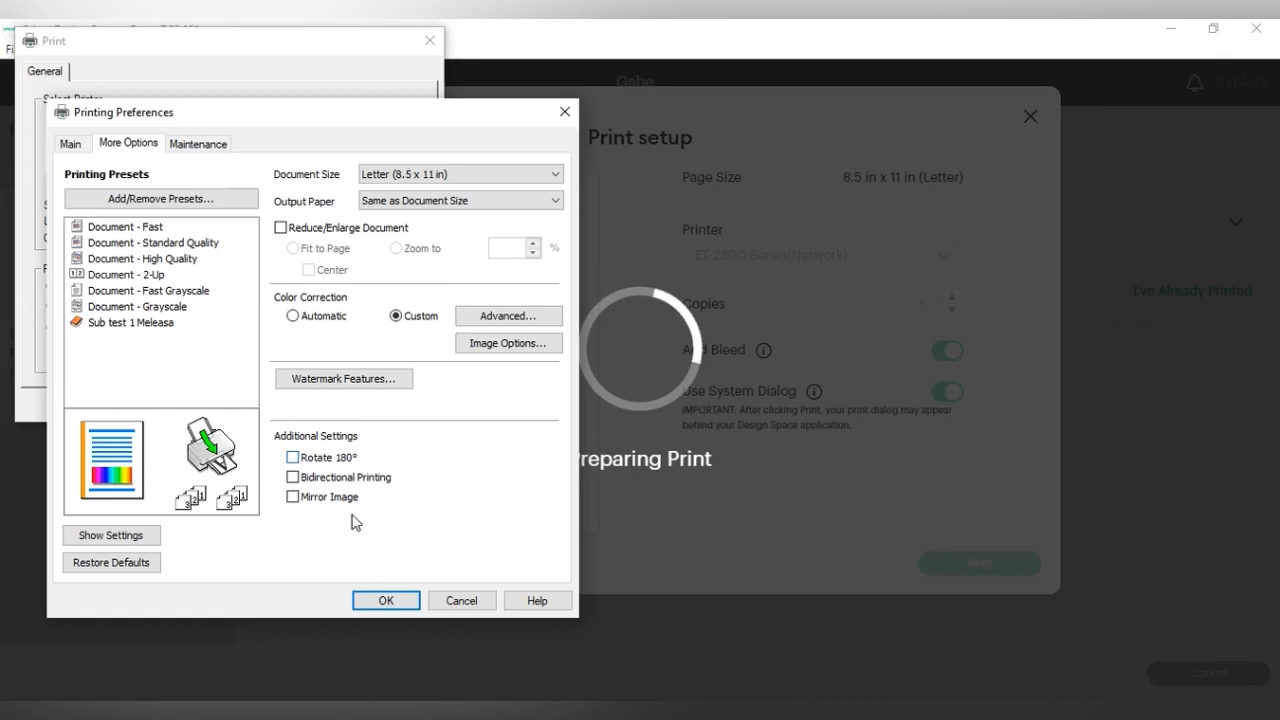 Print
General
Select Printer
Printing Preferences
Main
More Options
Maintenance
Printing Presets
Add/Remove Presets...
Document - Fast
Document - Standard Quality
Document - High Quality
Document - 2-Up
Document - Fast Grayscale
Document - Grayscale
Sub test 1 Meleasa
Show Settings
Restore Defaults
Document Size
Letter (8.5 x 11 in)
Output Paper
Same as Document Size
Reduce/Enlarge Document
Fit to Page
Zoom to
%
Center
Color Correction
Automatic
Custom
Advanced...
Image Options...
Watermark Features...
Additional Settings
Rotate 180°
Bidirectional Printing
Mirror Image
OK
Cancel
Help
Gabe
Explore
Print setup
Page Size
8.5 in x 11 in (Letter)
Printer
ET-2800 Series(Network)
I've Already Printed
Copies
Add Bleed
Use System Dialog
IMPORTANT: After clicking Print, your print dialog may appear
behind your Design Space application.
Preparing Print
Print
Cancel